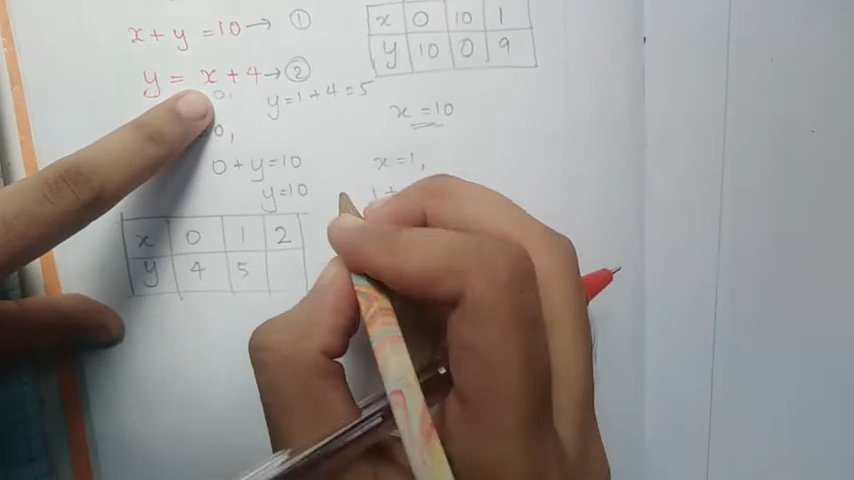 x + y = 10 → ①
y = x + 4 → ②
y = 1 + 4 = 5
0 + y = 10
y = 10
x 0 10 1
y 10 0 9
x = 10
x = 1,
1 +
x 0 1 2
y 4 5